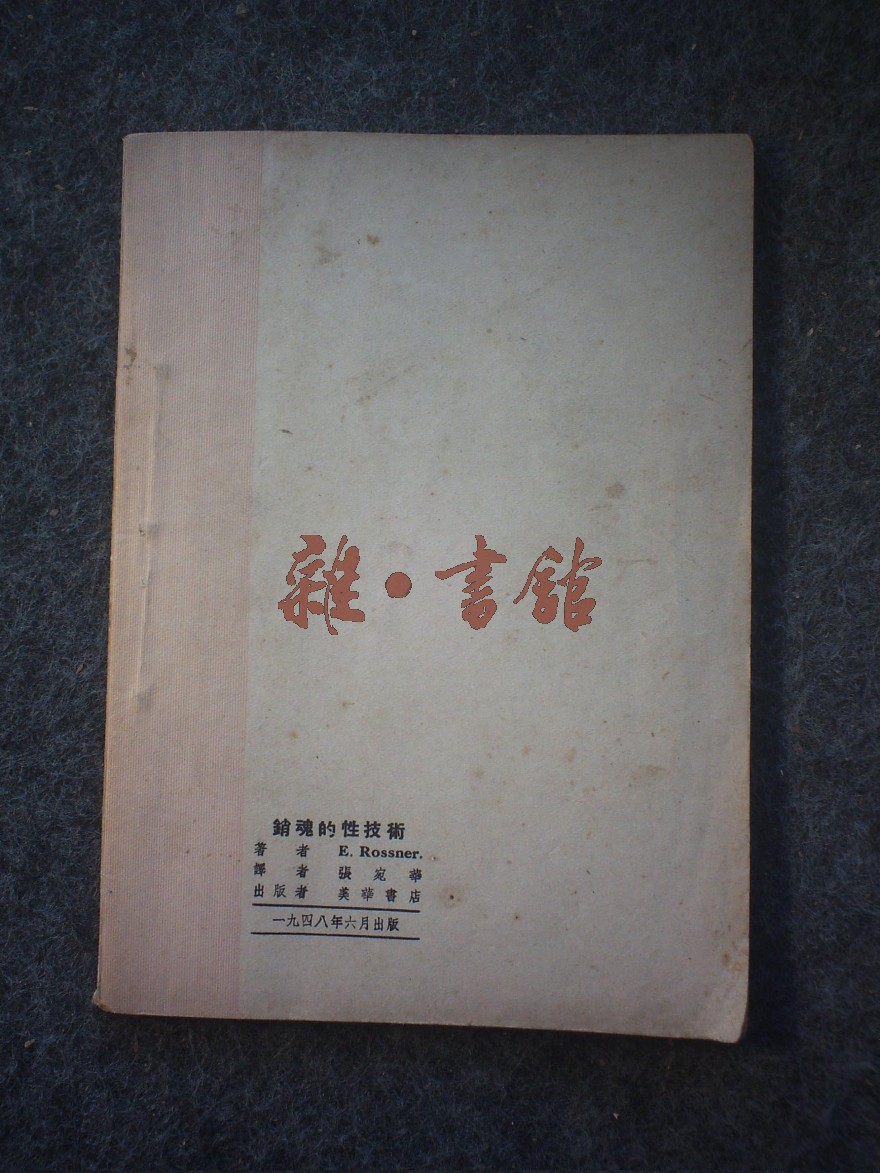 雜·書館
銷魂的性技術
著者 E. Rossner.
譯者 張宛華
出版者 美華書店
一九四八年六月出版